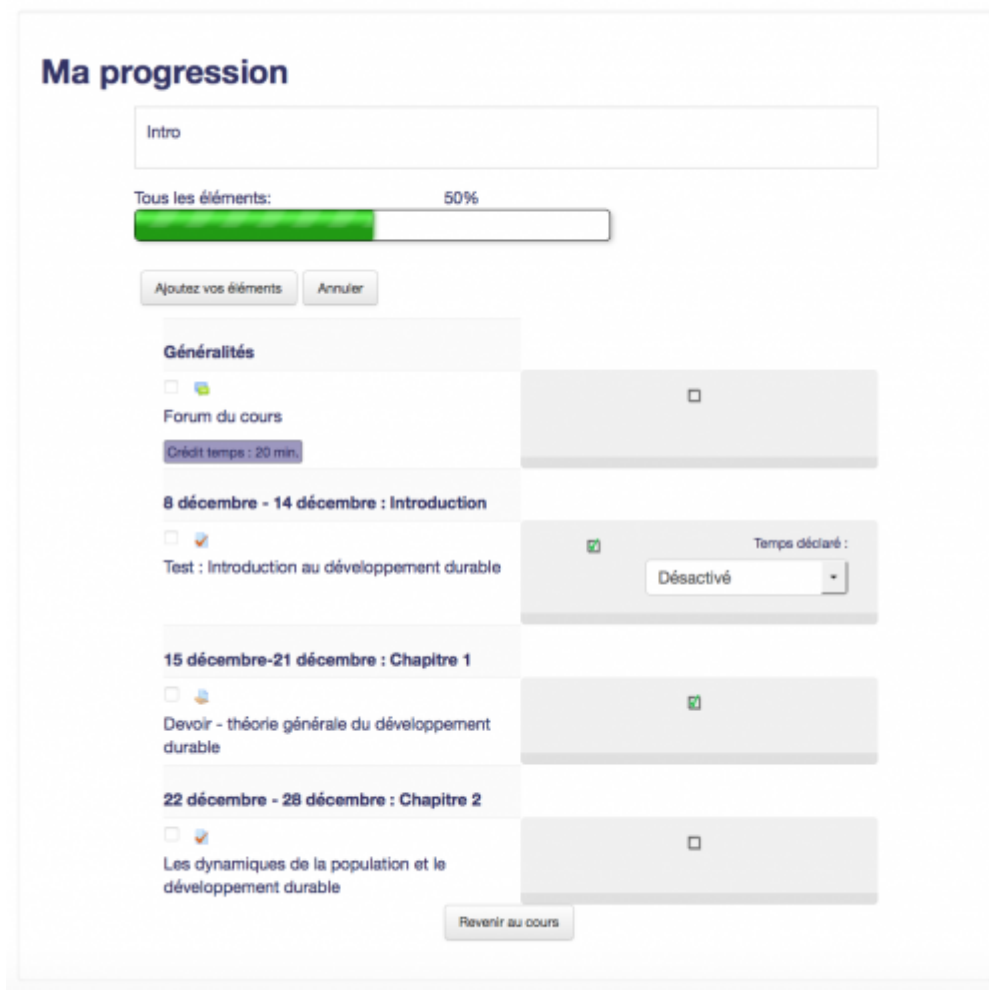 Ma progression
Intro
Tous les éléments: 50%
Ajoutez vos éléments Annuler
Généralités
Forum du cours
Crédit temps : 20 min.
8 décembre - 14 décembre : Introduction
Temps déclaré :
Test : Introduction au développement durable
Désactivé
15 décembre-21 décembre : Chapitre 1
Devoir - théorie générale du développement
durable
22 décembre - 28 décembre : Chapitre 2
Les dynamiques de la population et le
développement durable
Revenir au cours